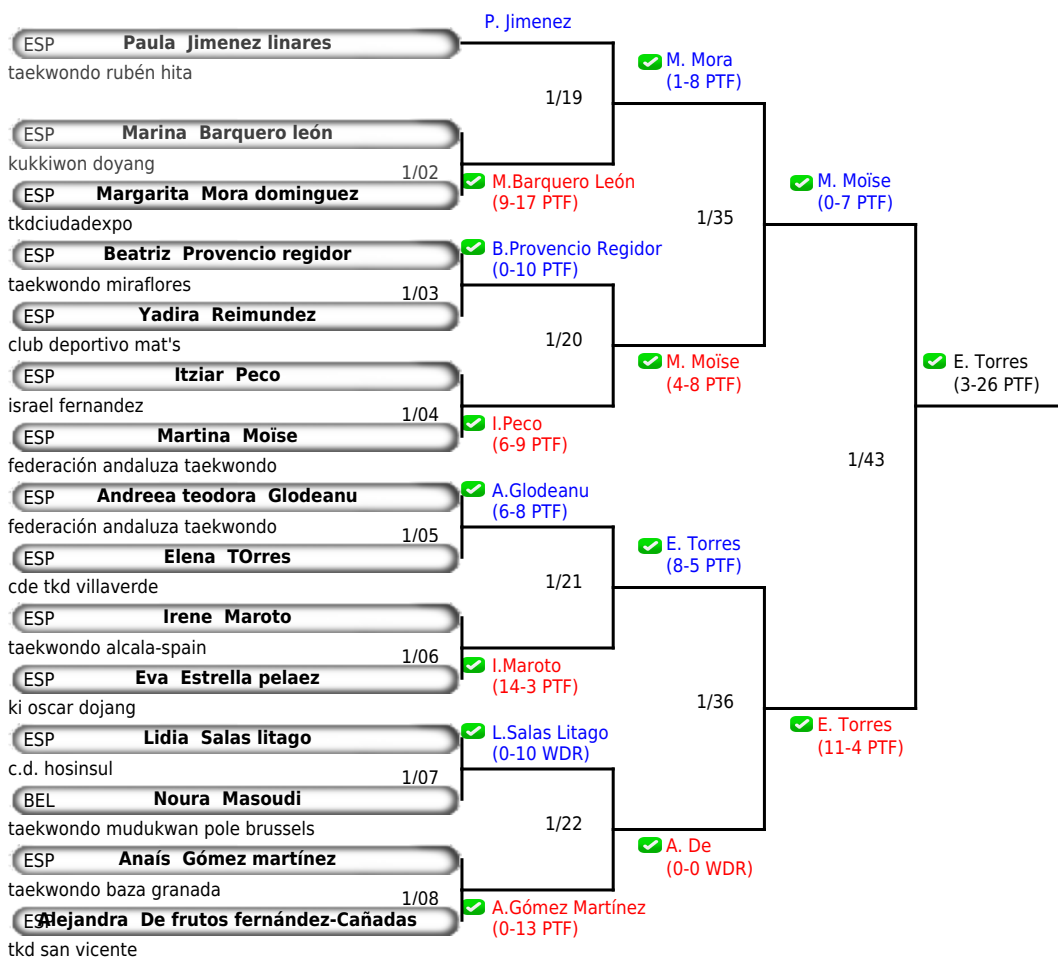 P. Jimenez
ESP Paula Jimenez linares
taekwondo rubén hita
M. Mora
(1-8 PTF)
1/19
ESP Marina Barquero león
kukkiwon doyang
1/02
M.Barquero León
(9-17 PTF)
ESP Margarita Mora dominguez
tkdciudadexpo
M. Moïse
(0-7 PTF)
1/35
ESP Beatriz Provencio regidor
B.Provencio Regidor
(0-10 PTF)
taekwondo miraflores
1/03
ESP Yadira Reimundez
club deportivo mat's
1/20
M. Moïse
(4-8 PTF)
E. Torres
(3-26 PTF)
ESP Itziar Peco
israel fernandez
1/04
I.Peco
(6-9 PTF)
ESP Martina Moïse
federación andaluza taekwondo
1/43
ESP Andreea teodora Glodeanu
A.Glodeanu
(6-8 PTF)
federación andaluza taekwondo
1/05
ESP Elena TOrres
cde tkd villaverde
E. Torres
(8-5 PTF)
1/21
ESP Irene Maroto
taekwondo alcala-spain
1/06
I.Maroto
(14-3 PTF)
ESP Eva Estrella pelaez
ki oscar dojang
1/36
E. Torres
(11-4 PTF)
ESP Lidia Salas litago
L.Salas Litago
(0-10 WDR)
c.d. hosinsul
1/07
BEL Noura Masoudi
taekwondo mudukwan pole brussels
1/22
A. De
(0-0 WDR)
ESP Anaís Gómez martínez
taekwondo baza granada
1/08
A.Gómez Martínez
(0-13 PTF)
ESP Alejandra De frutos fernández-Cañadas
tkd san vicente